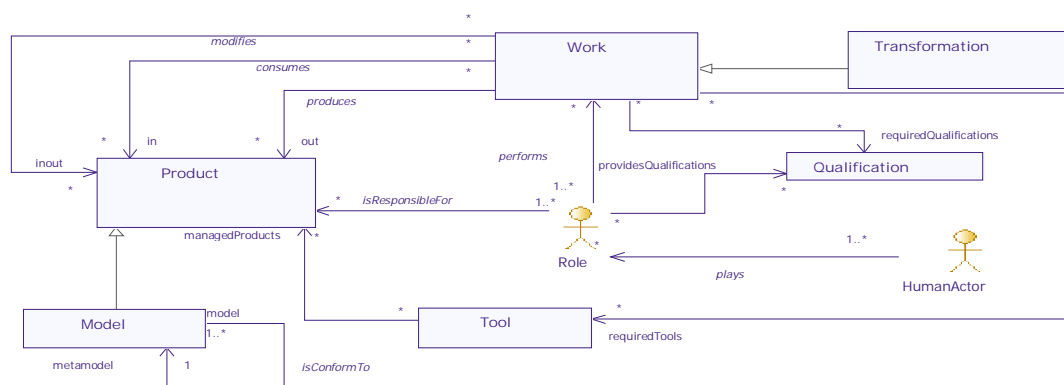 *
modifies
*
Work
Transformation
consumes
*
produces
*
*
*
*
*
*
in
out
requiredQualifications
inout
performs
providesQualifications
*
Product
Qualification
1..*
*
isResponsibleFor
1..*
*
*
managedProducts
*
*
1..*
Role
plays
HumanActor
model
*
*
Model
1..*
Tool
requiredTools
metamodel
1
isConformTo